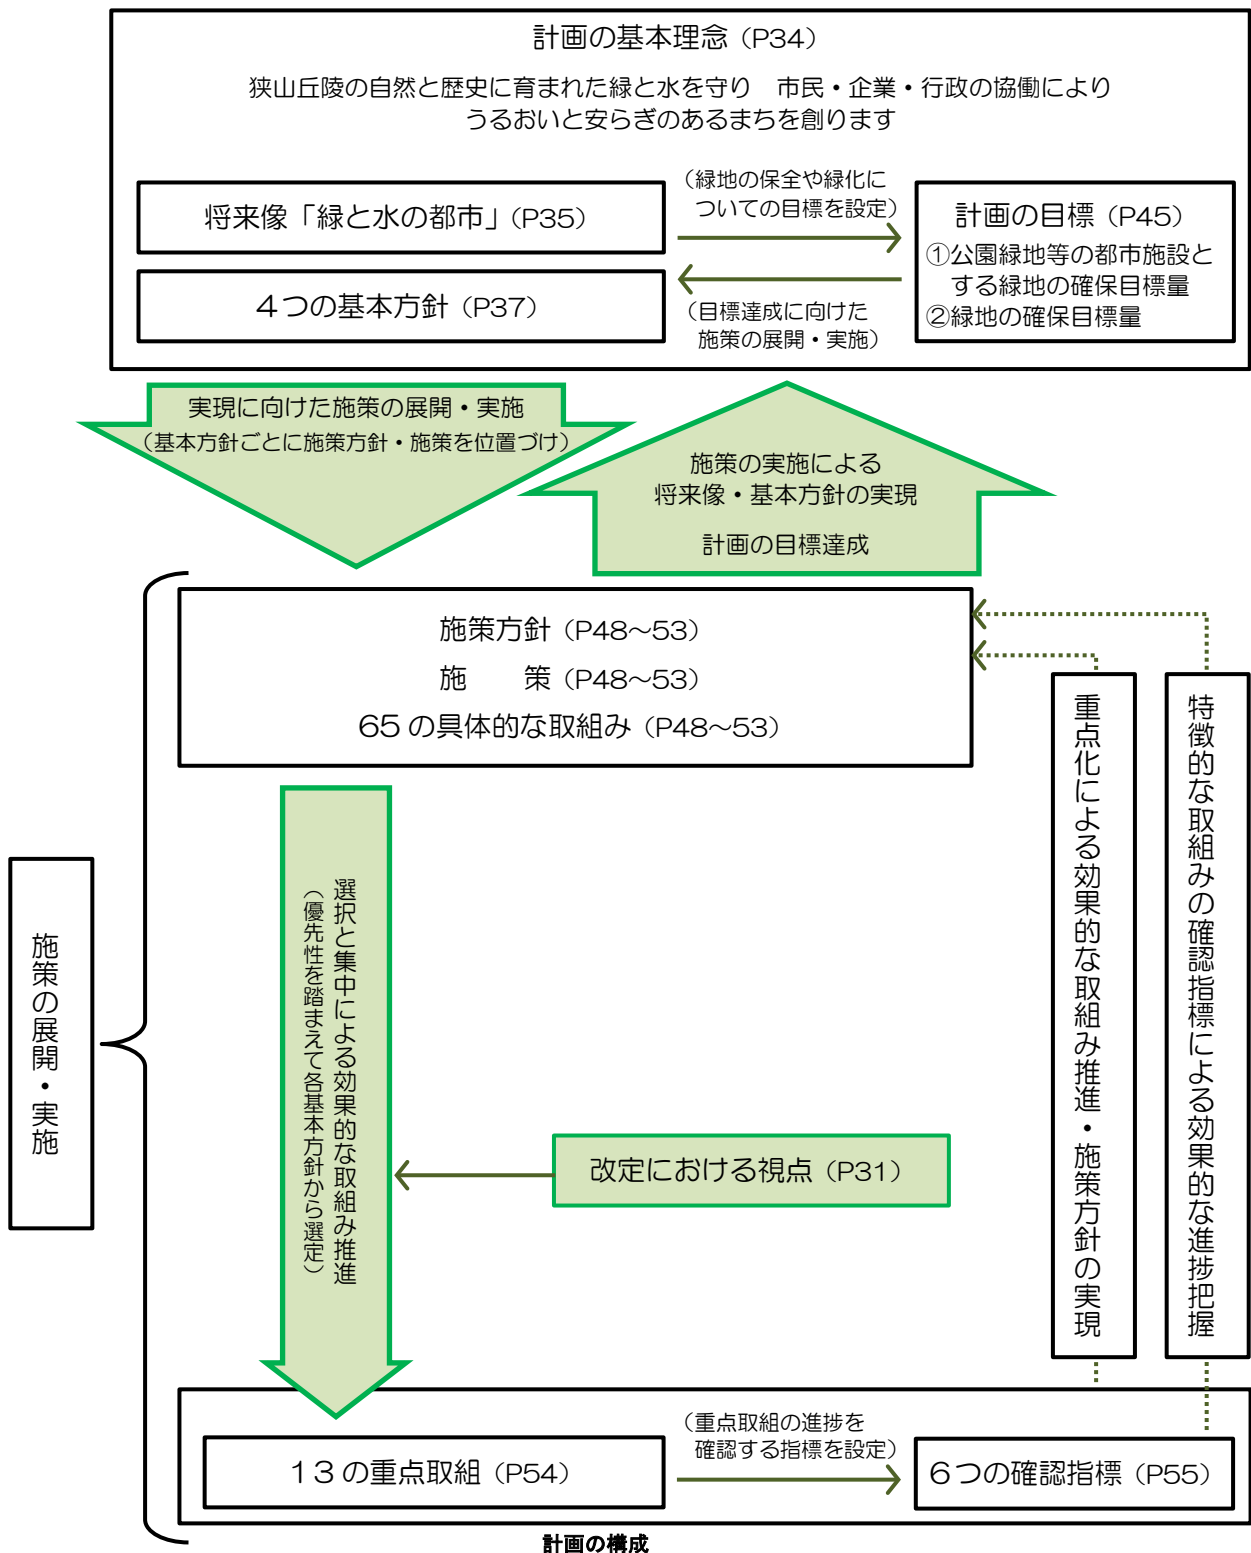 計画の基本理念（P34）
狭山丘陵の自然と歴史に育まれた緑と水を守り　市民・企業・行政の協働により
うるおいと安らぎのあるまちを創ります
将来像「緑と水の都市」（P35）
（緑地の保全や緑化に
ついての目標を設定）
計画の目標（P45）
①公園緑地等の都市施設と
する緑地の確保目標量
②緑地の確保目標量
４つの基本方針（P37）
（目標達成に向けた
施策の展開・実施）
実現に向けた施策の展開・実施
（基本方針ごとに施策方針・施策を位置づけ）
施策の実施による
将来像・基本方針の実現
計画の目標達成
施策方針（P48～53）
施　　策（P48～53）
65の具体的な取組み（P48～53）
特徴的な取組みの確認指標による効果的な進捗把握
重点化による効果的な取組み推進・施策方針の実現
選択と集中による効果的な取組み推進
（優先性を踏まえて各基本方針から選定）
施策の展開・実施
改定における視点（P31）
１３の重点取組（P54）
（重点取組の進捗を
確認する指標を設定）
６つの確認指標（P55）
計画の構成